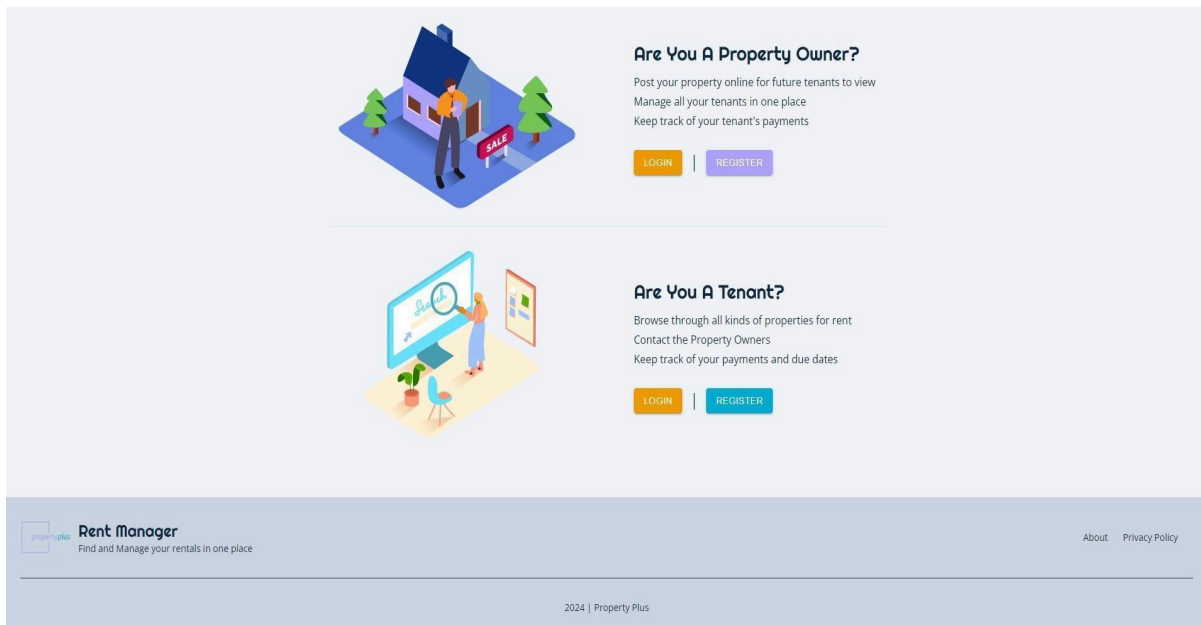 Are You A Property Owner?
Post your property online for future tenants to view
Manage all your tenants in one place
Keep track of your tenant's payments
SALE
LOGIN | REGISTER
Are You A Tenant?
Search
Browse through all kinds of properties for rent
Contact the Property Owners
Keep track of your payments and due dates
LOGIN | REGISTER
propertyplus
Rent Manager
Find and Manage your rentals in one place
About Privacy Policy
2024 | Property Plus